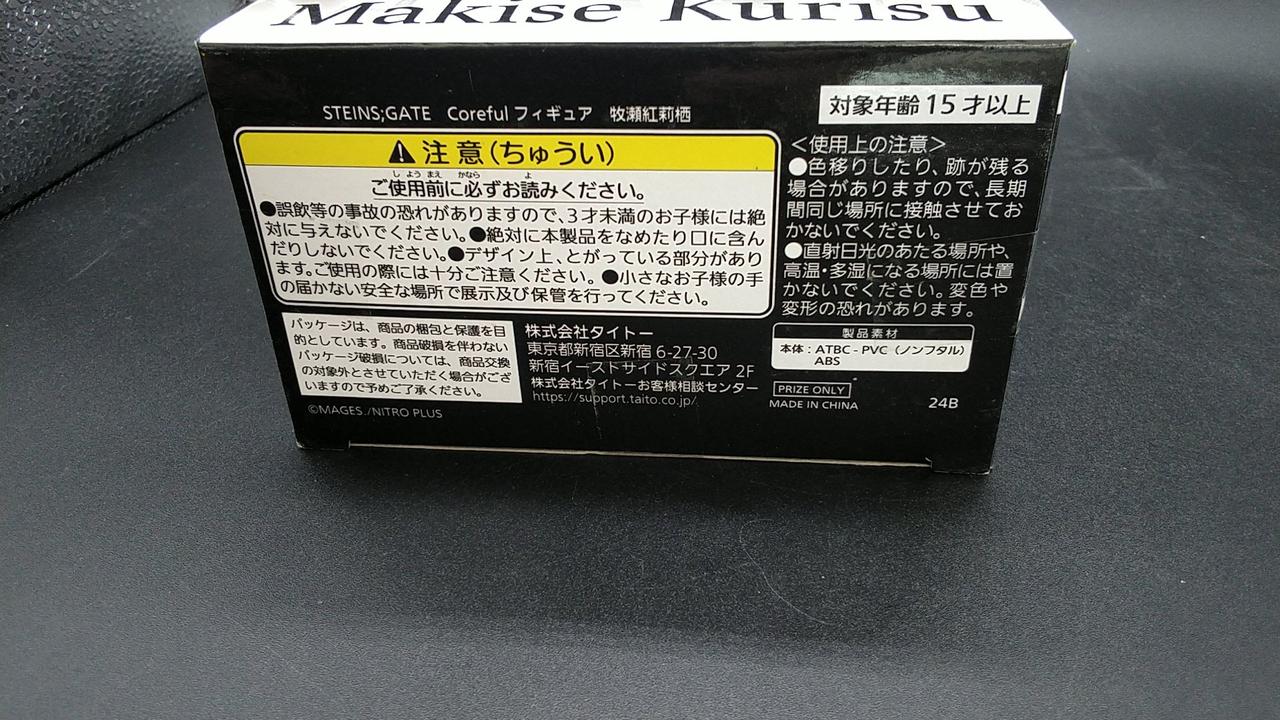 Makise Kurisu
STEINS;GATE Coreful フィギュア 牧瀬紅莉栖
対象年齢 15 才以上
注意(ちゅうい)
しようまえ かなら よ
ご使用前に必ずお読みください。
●誤飲等の事故の恐れがありますので、3才未満のお子様には絶
対に与えないでください。●絶対に本製品をなめたり口に含ん
だりしないでください。●デザイン上、とがっている部分があり
ます。ご使用の際には十分ご注意ください。●小さなお子様の手
の届かない安全な場所で展示及び保管を行ってください。
<使用上の注意>
●色移りしたり、跡が残る
場合がありますので、長期
間同じ場所に接触させてお
かないでください。
●直射日光のあたる場所や、
高温・多湿になる場所には置
かないでください。変色や
変形の恐れがあります。
パッケージは、商品の梱包と保護を目
的としています。商品破損を伴わない
パッケージ破損については、商品交換
の対象外とさせていただく場合がござ
いますので予めご了承ください。
©MAGES./NITRO PLUS
株式会社タイトー
東京都新宿区新宿 6-27-30
新宿イーストサイドスクエア 2F
株式会社タイトーお客様相談センター
https://support.taito.co.jp/
製品素材
本体:ATBC-PVC(ノンフタル)
ABS
PRIZE ONLY
MADE IN CHINA
24B